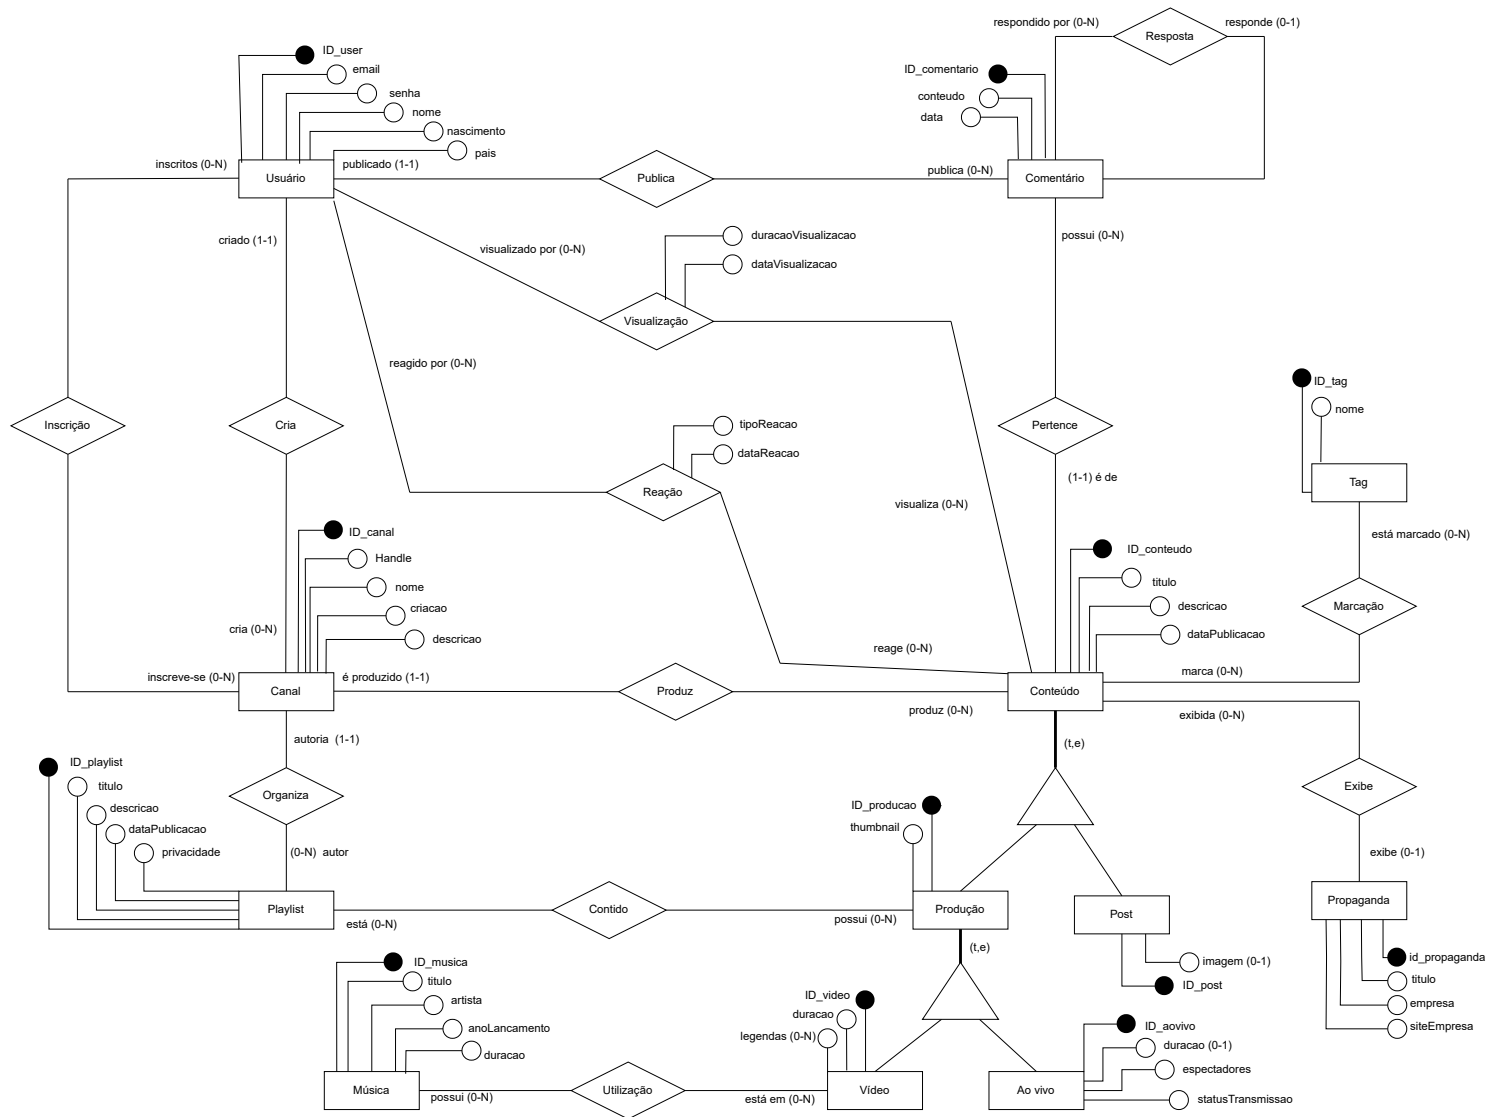 respondido por (0-N)
responde (0-1)
Resposta
ID_user
email
senha
nome
nascimento
pais
ID_comentario
conteudo
data
inscritos (0-N)
Usuário
publicado (1-1)
Publica
publica (0-N)
Comentário
criado (1-1)
visualizado por (0-N)
duracaoVisualizacao
dataVisualizacao
possui (0-N)
Visualização
reagido por (0-N)
ID_tag
nome
Inscrição
Cria
tipoReacao
dataReacao
Pertence
Reação
(1-1) é de
Tag
visualiza (0-N)
está marcado (0-N)
ID_canal
Handle
nome
criacao
descricao
ID_conteudo
titulo
descricao
dataPublicacao
Marcação
cria (0-N)
reage (0-N)
inscreve-se (0-N)
Canal
é produzido (1-1)
Produz
produz (0-N)
Conteúdo
marca (0-N)
exibida (0-N)
autoria (1-1)
(t,e)
ID_playlist
titulo
descricao
dataPublicacao
privacidade
Organiza
ID_producao
thumbnail
Exibe
(0-N) autor
exibe (0-1)
Playlist
está (0-N)
Contido
possui (0-N)
Produção
Post
Propaganda
(t,e)
imagem (0-1)
ID_post
id_propaganda
titulo
empresa
siteEmpresa
ID_musica
titulo
artista
anoLancamento
duracao
ID_video
duracao
legendas (0-N)
ID_aovivo
duracao (0-1)
espectadores
statusTransmissao
Música
possui (0-N)
Utilização
está em (0-N)
Vídeo
Ao vivo